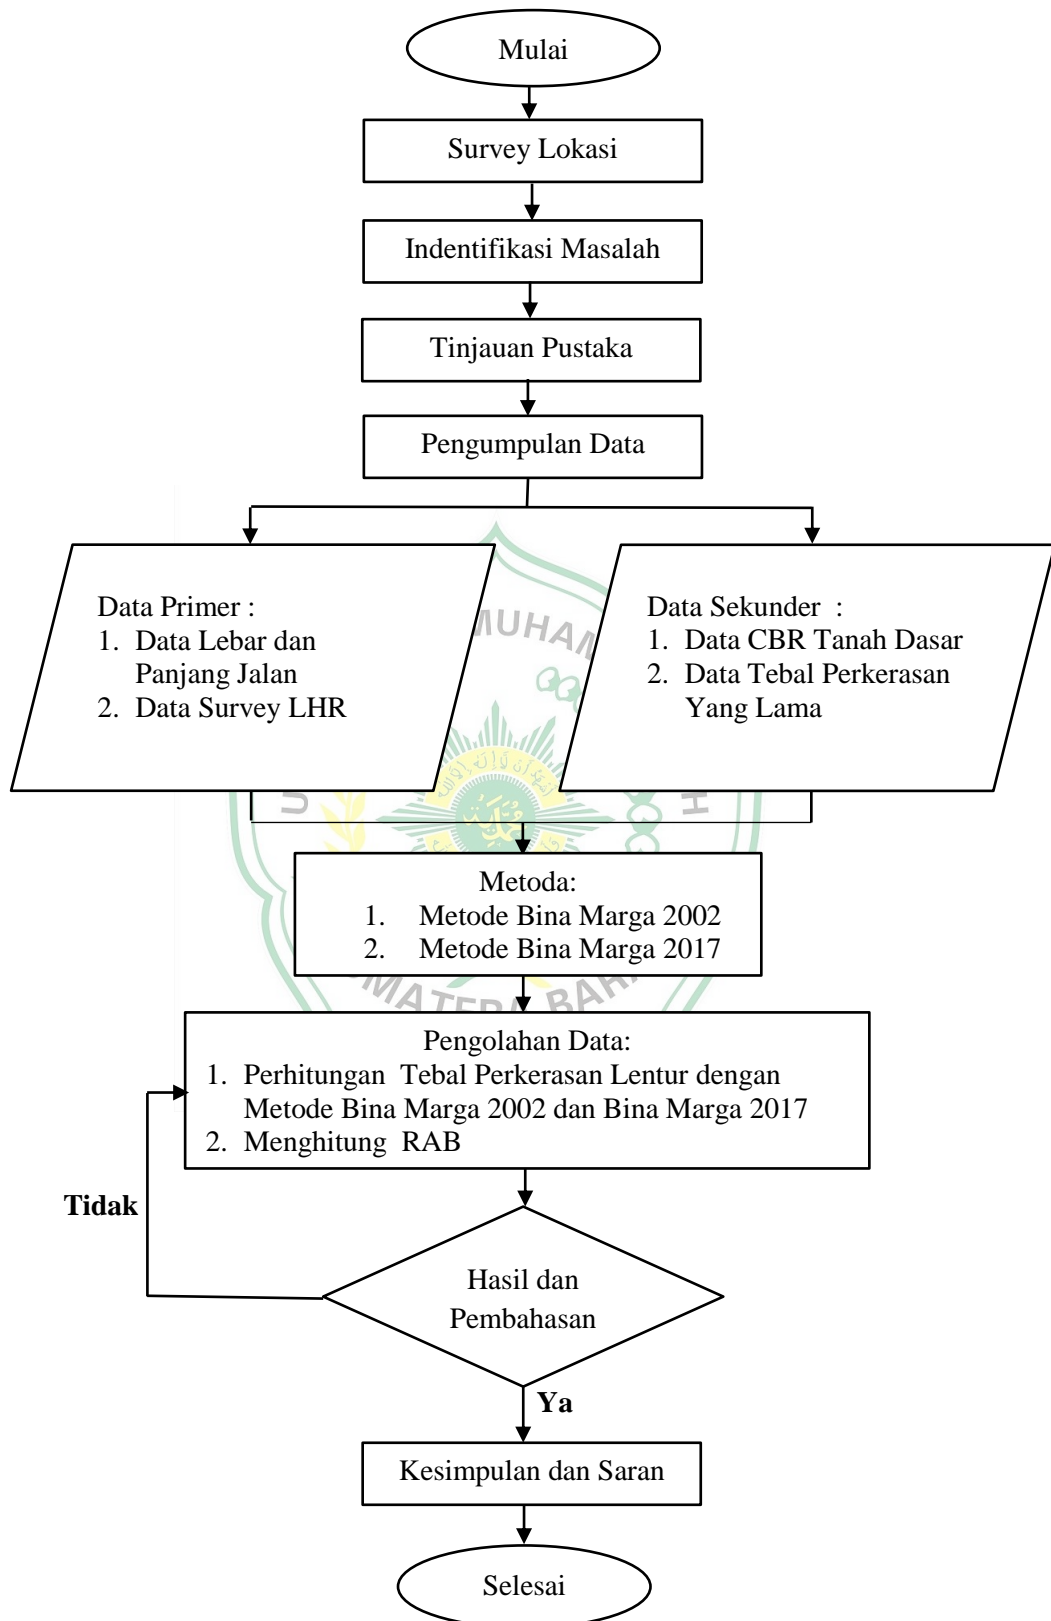 Mulai
Survey Lokasi
Indentifikasi Masalah
Tinjauan Pustaka
Pengumpulan Data
Data Primer :
1. Data Lebar dan
Panjang Jalan
2. Data Survey LHR
Data Sekunder :
1. Data CBR Tanah Dasar
2. Data Tebal Perkerasan
Yang Lama
Metoda:
1. Metode Bina Marga 2002
2. Metode Bina Marga 2017
Pengolahan Data:
1. Perhitungan Tebal Perkerasan Lentur dengan
Metode Bina Marga 2002 dan Bina Marga 2017
2. Menghitung RAB
Tidak
Hasil dan
Pembahasan
Ya
Kesimpulan dan Saran
Selesai